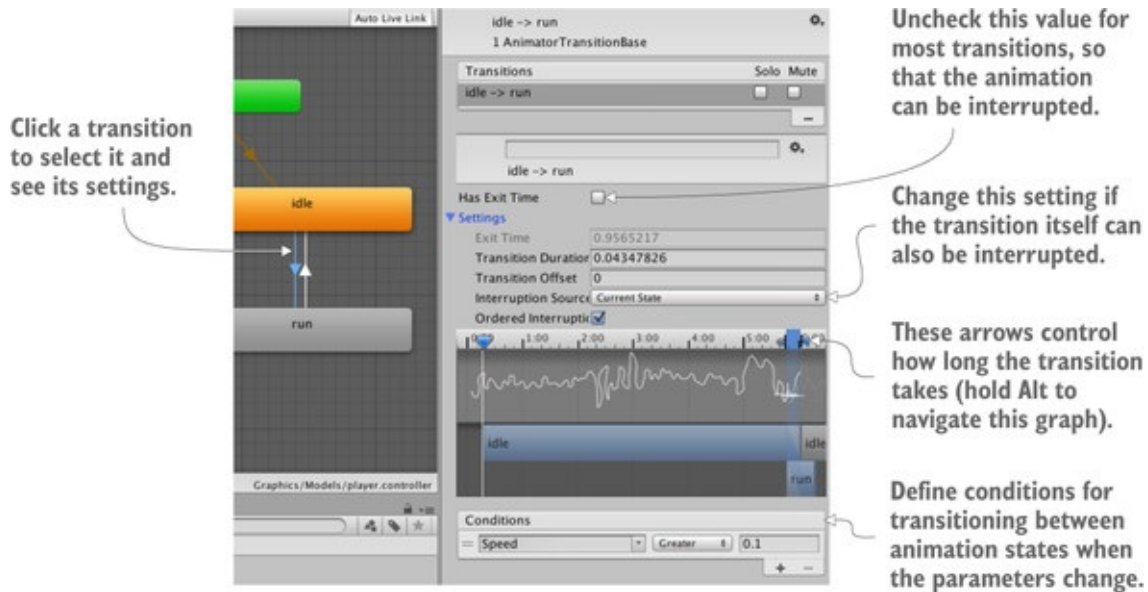 Click a transition
to select it and
see its settings.
Auto Live Link
idle
run
Graphics/Models/player.controller
idle -> run
1 AnimatorTransitionBase
Transitions
Solo Mute
idle -> run
idle -> run
Has Exit Time
Settings
Exit Time
0.9565217
Transition Duration 0.04347826
Transition Offset 0
Interruption Source Current State
Ordered Interruptio
1:00 2:00 3:00 4:00 5:00
idle
idle
run
Conditions
= Speed Greater 0.1
+ −
Uncheck this value for
most transitions, so
that the animation
can be interrupted.
Change this setting if
the transition itself can
also be interrupted.
These arrows control
how long the transition
takes (hold Alt to
navigate this graph).
Define conditions for
transitioning between
animation states when
the parameters change.